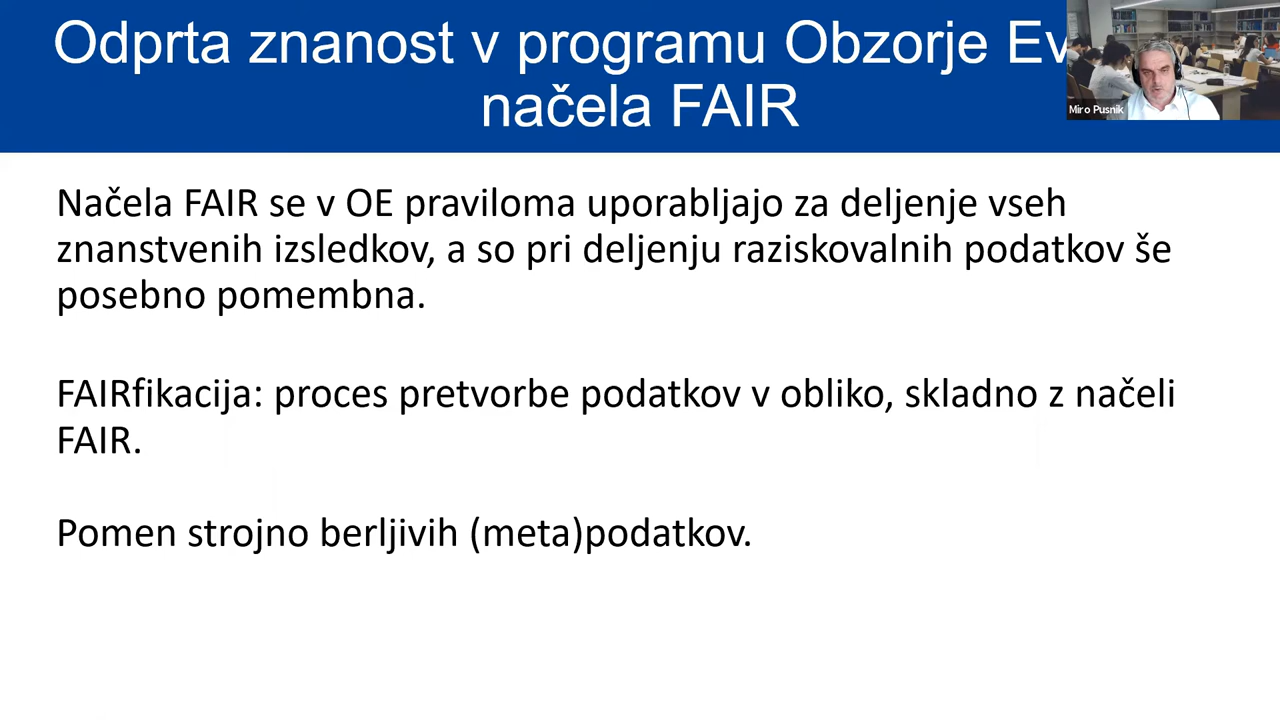 Odprta znanost v programu Obzorje
načela FAIR
Miro Pusnik
Načela FAIR se v OE praviloma uporabljajo za deljenje vseh
znanstvenih izsledkov, a so pri deljenju raziskovalnih podatkov še
posebno pomembna.
FAIRfikacija: proces pretvorbe podatkov v obliko, skladno z načeli
FAIR.
Pomen strojno berljivih (meta)podatkov.